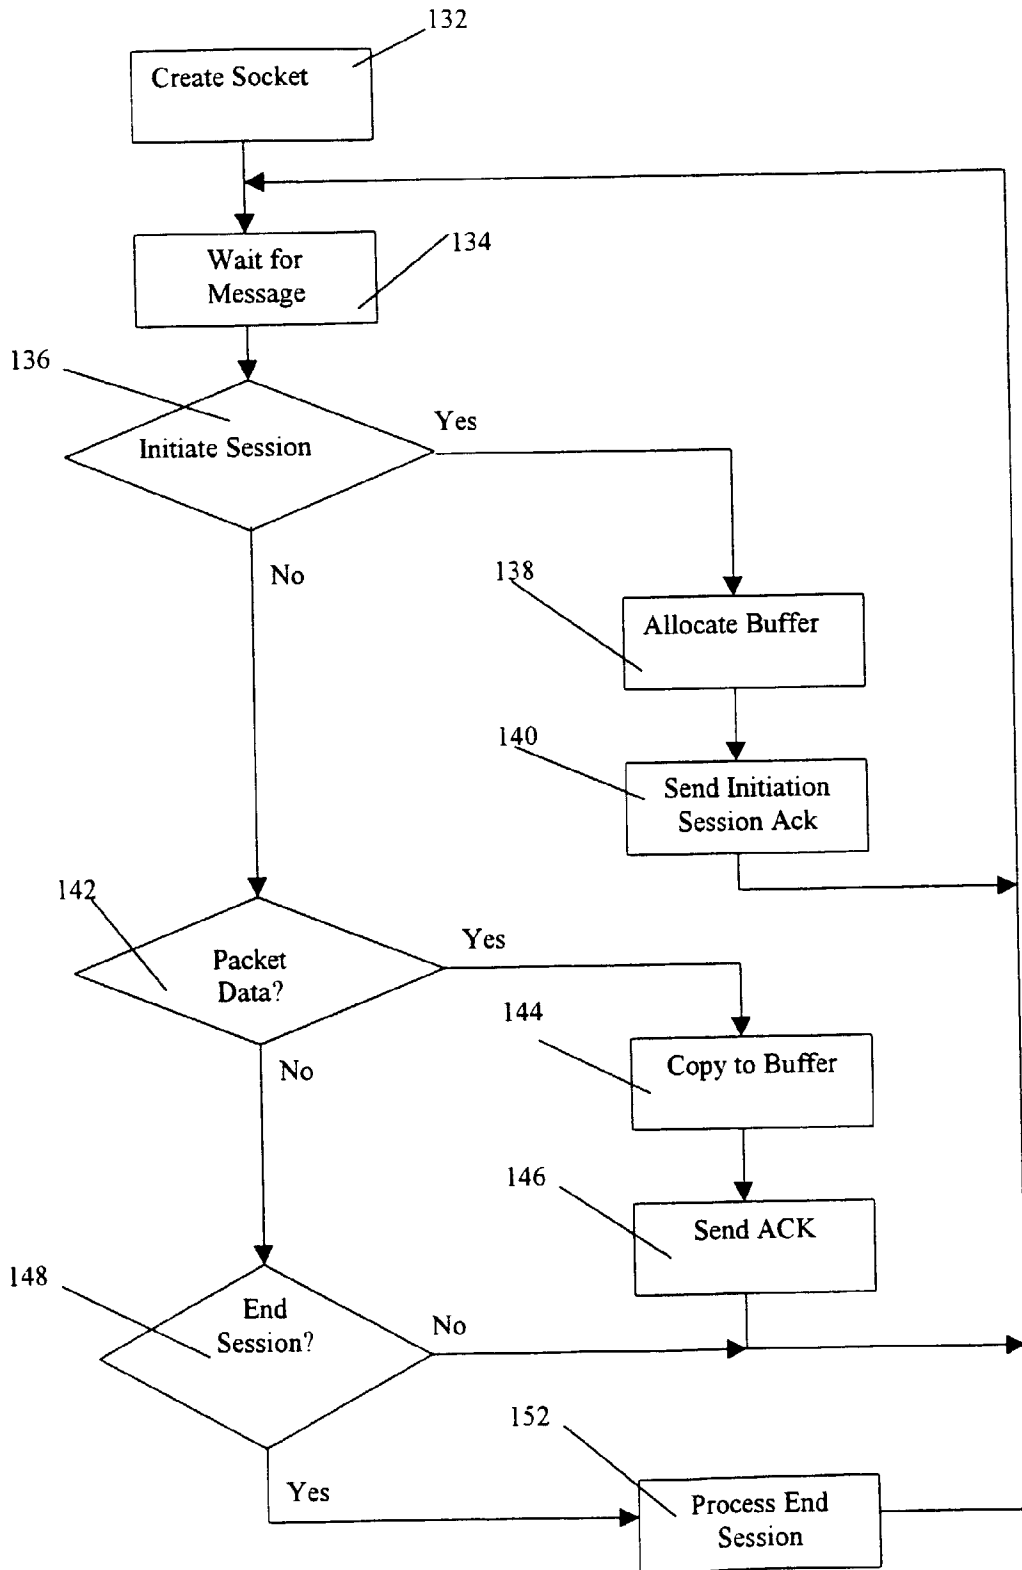 132
Create Socket
134
Wait for
Message
136
Initiate Session
Yes
No
138
Allocate Buffer
140
Send Initiation
Session Ack
142
Packet
Data?
Yes
No
144
Copy to Buffer
146
Send ACK
148
End
Session?
No
Yes
152
Process End
Session